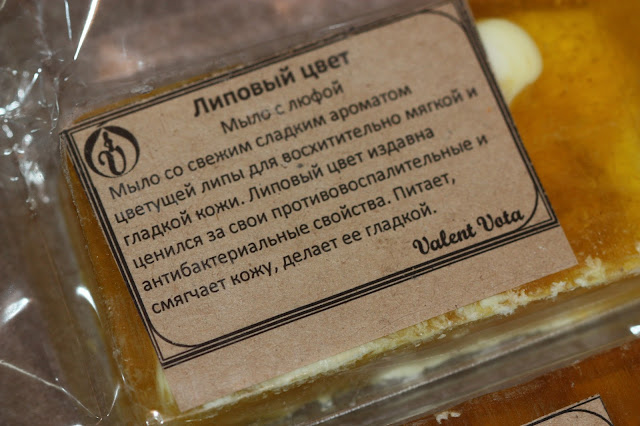 Липовый цвет
Мыло с люфой
Мыло со свежим сладким ароматом
цветущей липы для восхитительно мягкой и
гладкой кожи. Липовый цвет издавна
ценился за свои противовоспалительные и
антибактериальные свойства. Питает,
смягчает кожу, делает ее гладкой.
Valent Vota